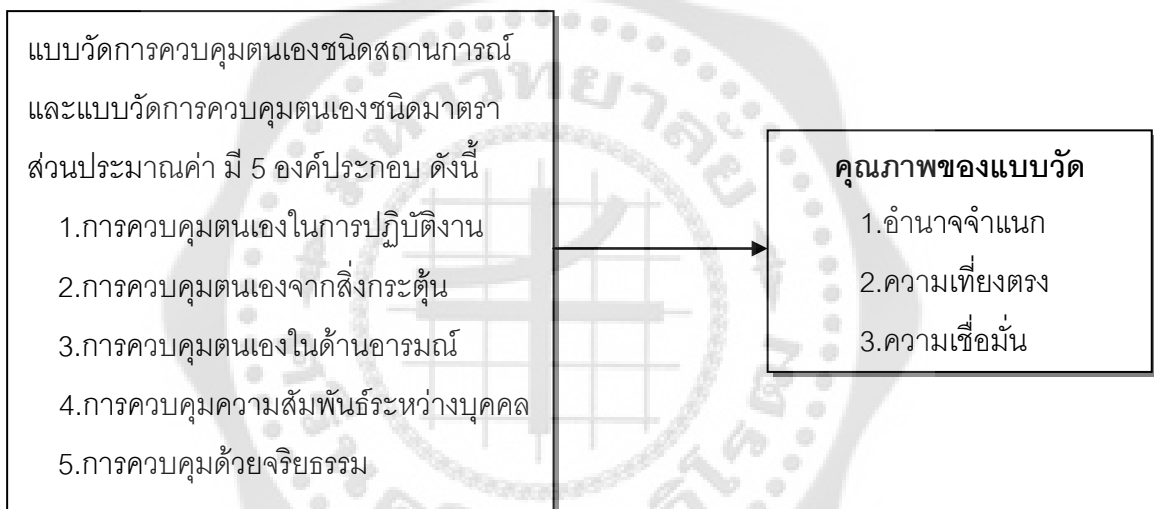 แบบวัดการควบคุมตนเองชนิดสถานการณ์
และแบบวัดการควบคุมตนเองชนิดมาตรา
ส่วนประมาณค่า มี 5 องค์ประกอบ ดังนี้
1.การควบคุมตนเองในการปฏิบัติงาน
2.การควบคุมตนเองจากสิ่งกระตุ้น
3.การควบคุมตนเองในด้านอารมณ์
4.การควบคุมความสัมพันธ์ระหว่างบุคคล
5.การควบคุมด้วยจริยธรรม
คุณภาพของแบบวัด
1.อำนาจจำแนก
2.ความเที่ยงตรง
3.ความเชื่อมั่น